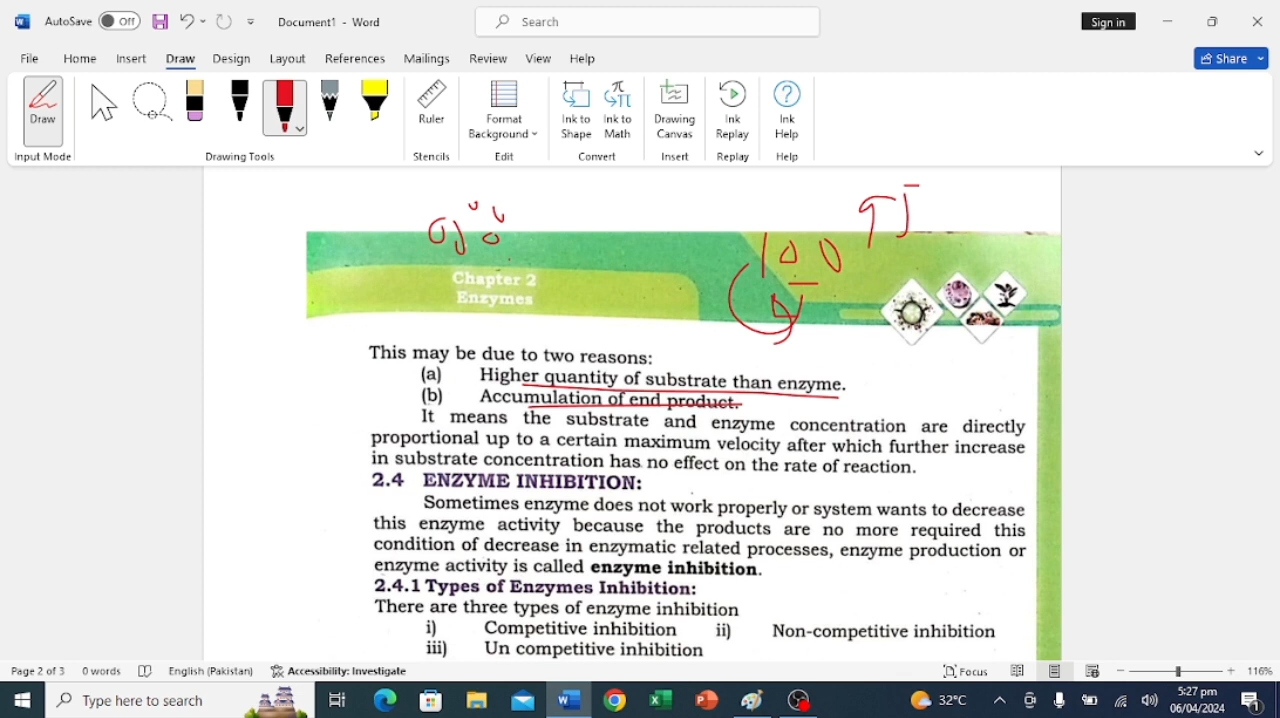 AutoSave Off Document1 - Word Search Sign in
File Home Insert Draw Design Layout References Mailings Review View Help Share
Draw Ruler Format Background Ink to Shape Ink to Math Drawing Canvas Ink Replay Ink Help
Input Mode Drawing Tools Stencils Edit Convert Insert Replay Help
100
Chapter 2
Enzymes
This may be due to two reasons:
(a) Higher quantity of substrate than enzyme.
(b) Accumulation of end product.
It means the substrate and enzyme concentration are directly
proportional up to a certain maximum velocity after which further increase
in substrate concentration has no effect on the rate of reaction.
2.4 ENZYME INHIBITION:
Sometimes enzyme does not work properly or system wants to decrease
this enzyme activity because the products are no more required this
condition of decrease in enzymatic related processes, enzyme production or
enzyme activity is called enzyme inhibition.
2.4.1 Types of Enzymes Inhibition:
There are three types of enzyme inhibition
i) Competitive inhibition ii) Non-competitive inhibition
iii) Un competitive inhibition
Page 2 of 3 0 words English (Pakistan) Accessibility: Investigate Focus 116%
Type here to search 32°C 5:27 pm
06/04/2024